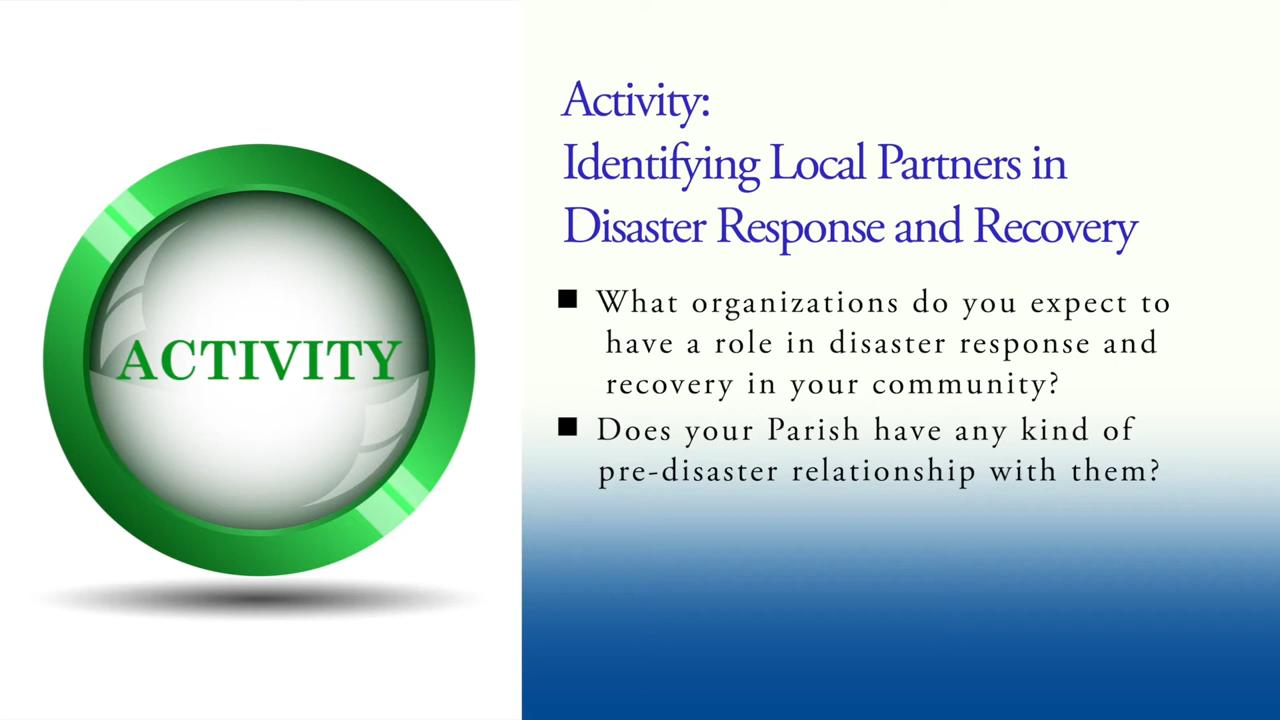 ACTIVITY
Activity:
Identifying Local Partners in
Disaster Response and Recovery
■ What organizations do you expect to
have a role in disaster response and
recovery in your community?
■ Does your Parish have any kind of
pre-disaster relationship with them?